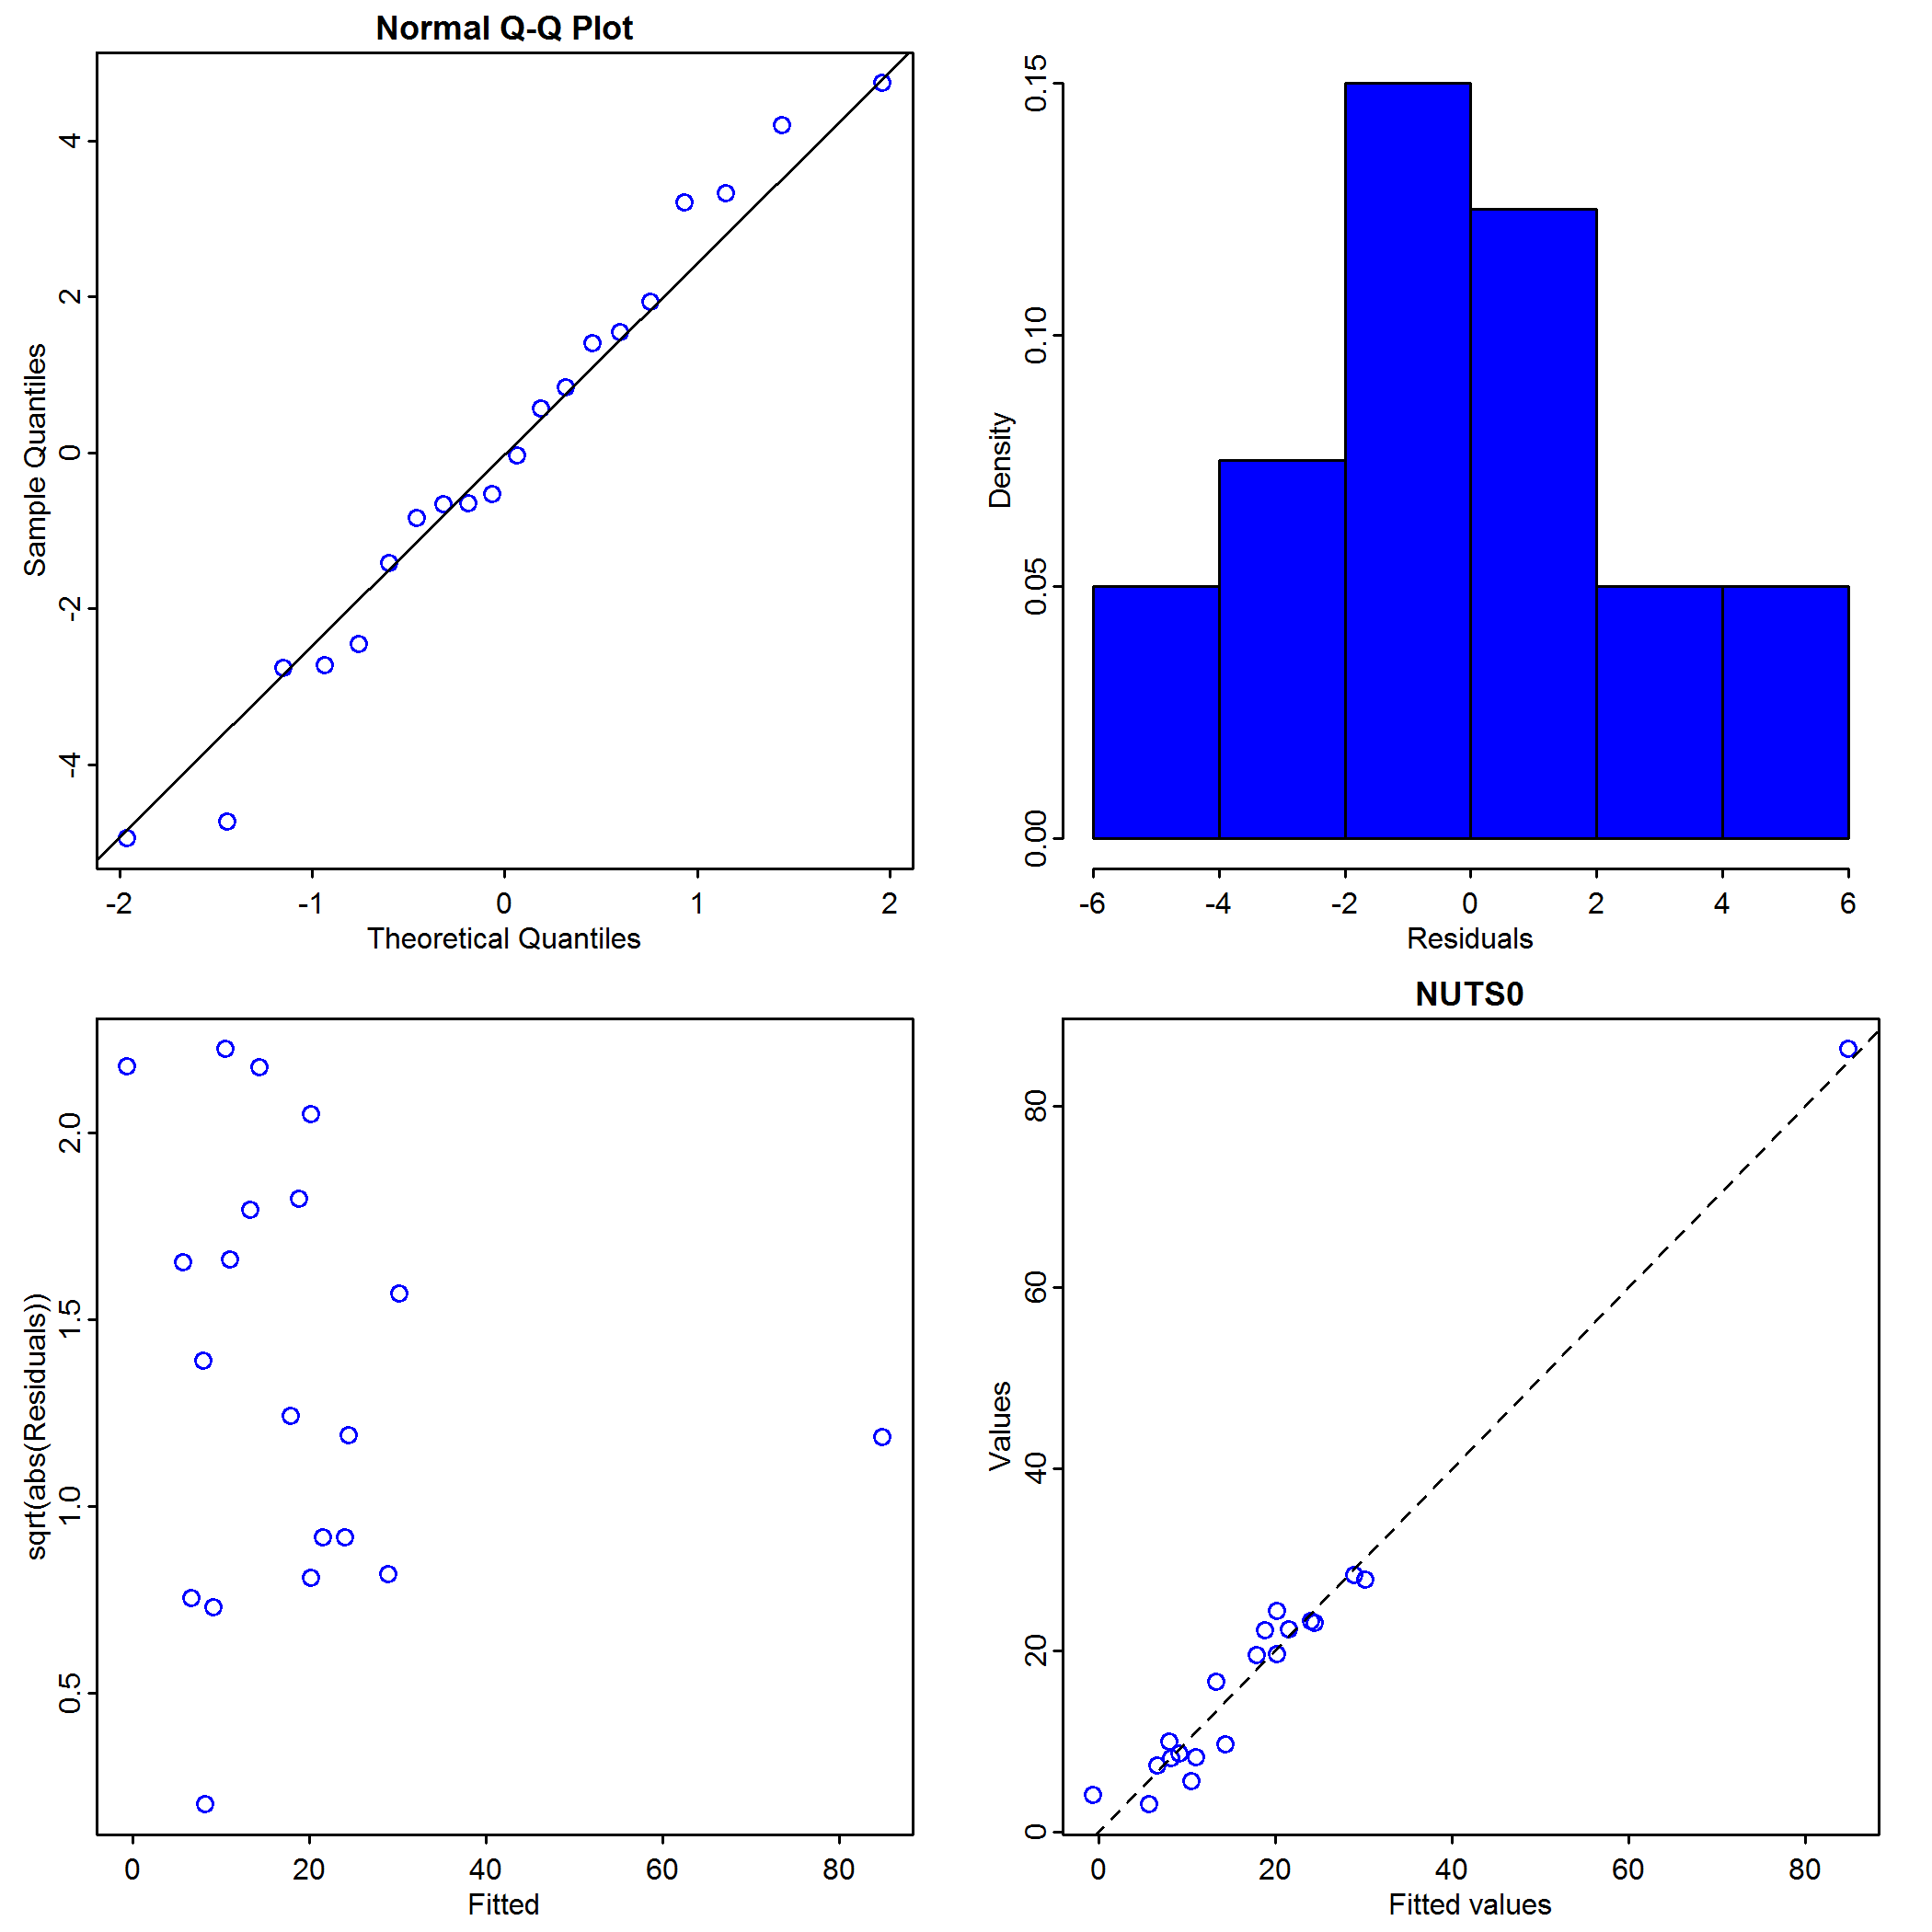 Normal Q-Q Plot
Sample Quantiles
4
2
0
-2
-4
-2 -1 0 1 2
Theoretical Quantiles
Density
0.15
0.10
0.05
0.00
-6 -4 -2 0 2 4 6
Residuals
sqrt(abs(Residuals))
2.0
1.5
1.0
0.5
0 20 40 60 80
Fitted
NUTS0
Values
80
60
40
20
0
0 20 40 60 80
Fitted values